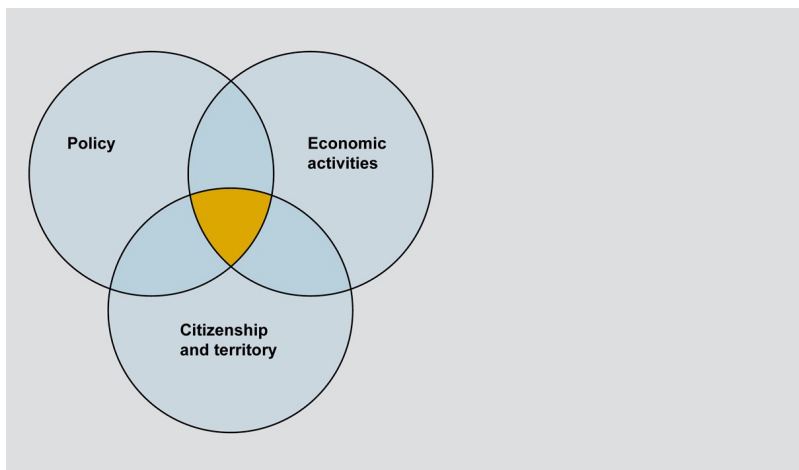 Policy
Economic
activities
Citizenship
and territory